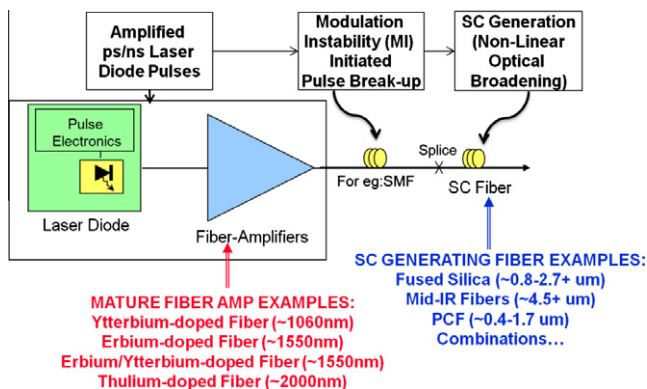 Amplified
ps/ns Laser
Diode Pulses
Modulation
Instability (MI)
Initiated
Pulse Break-up
SC Generation
(Non-Linear
Optical
Broadening)
Pulse
Electronics
Laser Diode
Fiber-Amplifiers
For eg:SMF
Splice
SC Fiber
MATURE FIBER AMP EXAMPLES:
Ytterbium-doped Fiber (~1060nm)
Erbium-doped Fiber (~1550nm)
Erbium/Ytterbium-doped Fiber (~1550nm)
Thulium-doped Fiber (~2000nm)
SC GENERATING FIBER EXAMPLES:
Fused Silica (~0.8-2.7+ um)
Mid-IR Fibers (~4.5+ um)
PCF (~0.4-1.7 um)
Combinations…